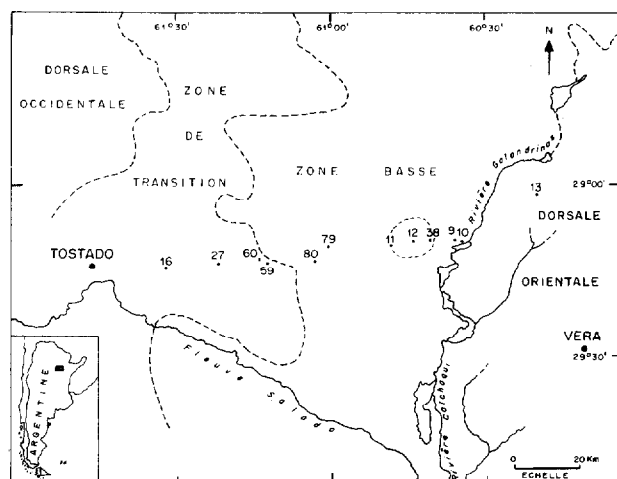 61°30'
61°00'
60°30'
N
DORSALE
OCCIDENTALE
ZONE
DE
TRANSITION
ZONE BASSE
Rivière Golondrinas
29°00'
13
DORSALE
ORIENTALE
TOSTADO
16
27
60
59
80
79
11
12
38
9
10
VERA
29°30'
Fleuve Salado
Rivière Calchaqui
ARGENTINE
0 20 Km
ECHELLE